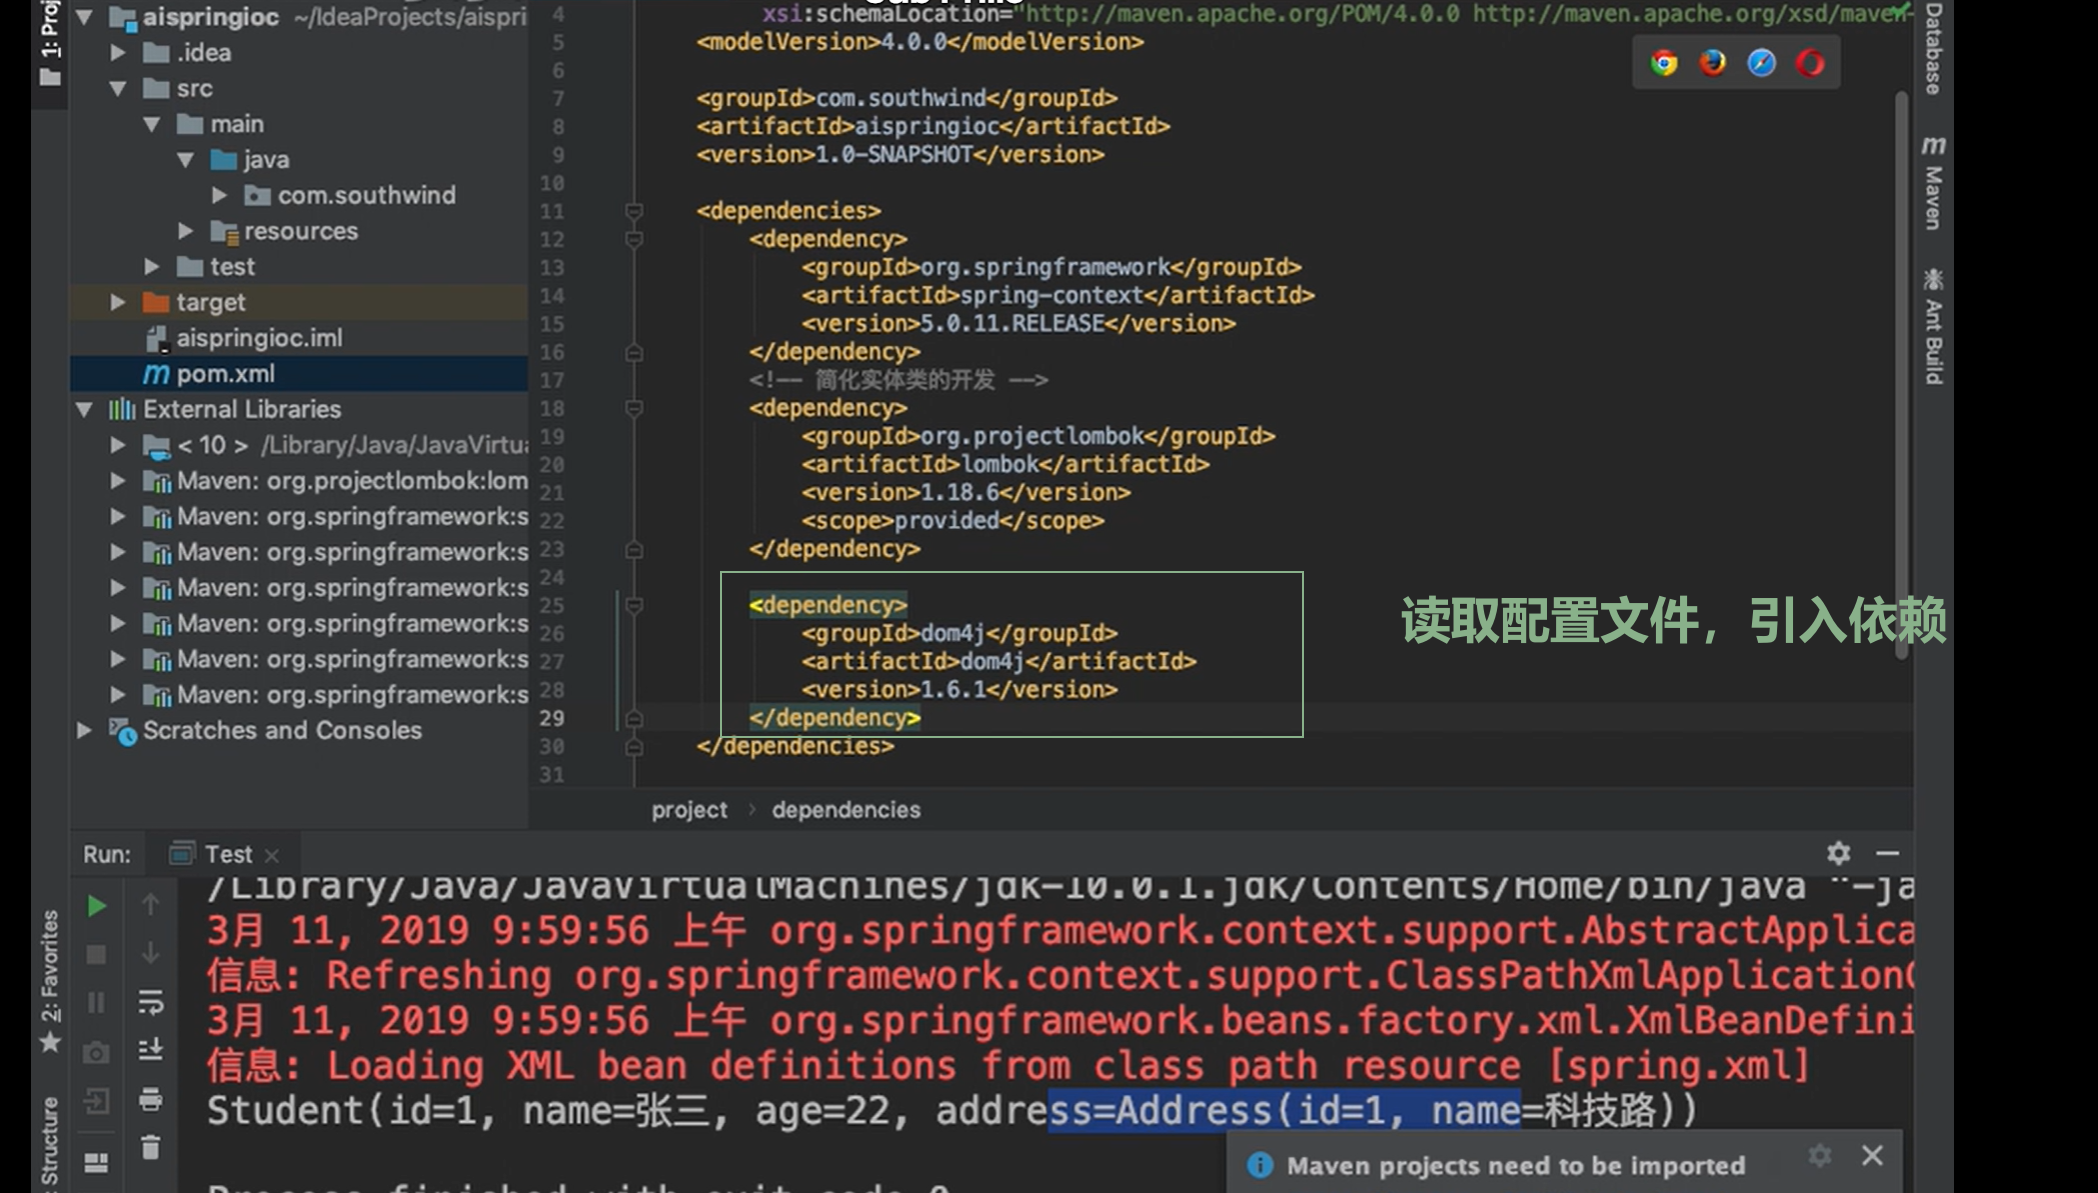 1: Proj
aispringioc ~/IdeaProjects/aispri
.idea
src
main
java
com.southwind
resources
test
target
aispringioc.iml
pom.xml
External Libraries
< 10 > /Library/Java/JavaVirtu
Maven: org.projectlombok:lom
Maven: org.springframework:s
Maven: org.springframework:s
Maven: org.springframework:s
Maven: org.springframework:s
Maven: org.springframework:s
Maven: org.springframework:s
Scratches and Consoles
4 xsi:schemaLocation="http://maven.apache.org/POM/4.0.0 http://maven.apache.org/xsd/maven-
5 <modelVersion>4.0.0</modelVersion>
6
7 <groupId>com.southwind</groupId>
8 <artifactId>aispringioc</artifactId>
9 <version>1.0-SNAPSHOT</version>
10
11 <dependencies>
12 <dependency>
13 <groupId>org.springframework</groupId>
14 <artifactId>spring-context</artifactId>
15 <version>5.0.11.RELEASE</version>
16 </dependency>
17 <!-- 简化实体类的开发 -->
18 <dependency>
19 <groupId>org.projectlombok</groupId>
20 <artifactId>lombok</artifactId>
21 <version>1.18.6</version>
22 <scope>provided</scope>
23 </dependency>
24
25 <dependency>
26 <groupId>dom4j</groupId>
27 <artifactId>dom4j</artifactId>
28 <version>1.6.1</version>
29 </dependency>
30 </dependencies>
31
读取配置文件，引入依赖
project › dependencies
Database
Maven
Ant Build
Run: Test
2: Favorites
Structure
/Library/Java/JavaVirtualMachines/jdk-10.0.1.jdk/Contents/Home/bin/java "-ja
3月 11, 2019 9:59:56 上午 org.springframework.context.support.AbstractApplica
信息: Refreshing org.springframework.context.support.ClassPathXmlApplication
3月 11, 2019 9:59:56 上午 org.springframework.beans.factory.xml.XmlBeanDefini
信息: Loading XML bean definitions from class path resource [spring.xml]
Student(id=1, name=张三, age=22, address=Address(id=1, name=科技路))
Process finished with exit code 0
Maven projects need to be imported